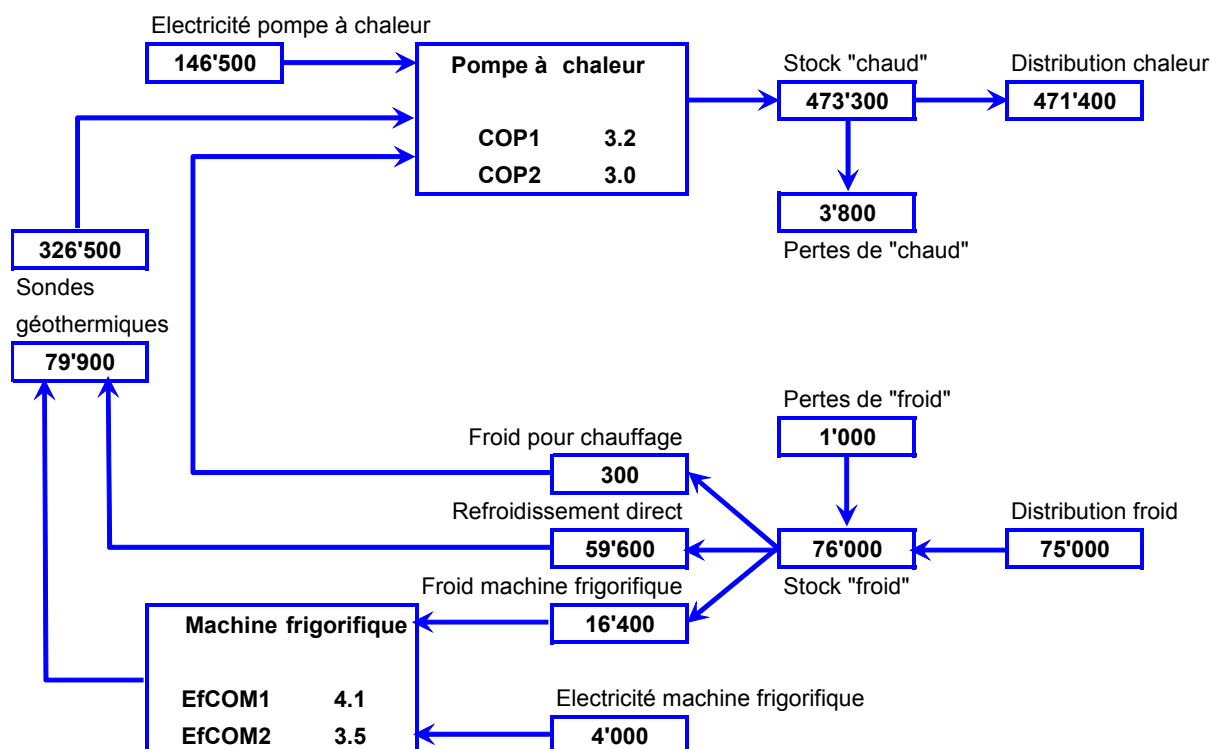 Electricité pompe à chaleur
146'500
Pompe à chaleur
COP1 3.2
COP2 3.0
Stock "chaud"
473'300
Distribution chaleur
471'400
3'800
Pertes de "chaud"
326'500
Sondes
géothermiques
79'900
Pertes de "froid"
1'000
Froid pour chauffage
300
Refroidissement direct
59'600
76'000
Stock "froid"
Distribution froid
75'000
Froid machine frigorifique
16'400
Machine frigorifique
EfCOM1 4.1
EfCOM2 3.5
Electricité machine frigorifique
4'000